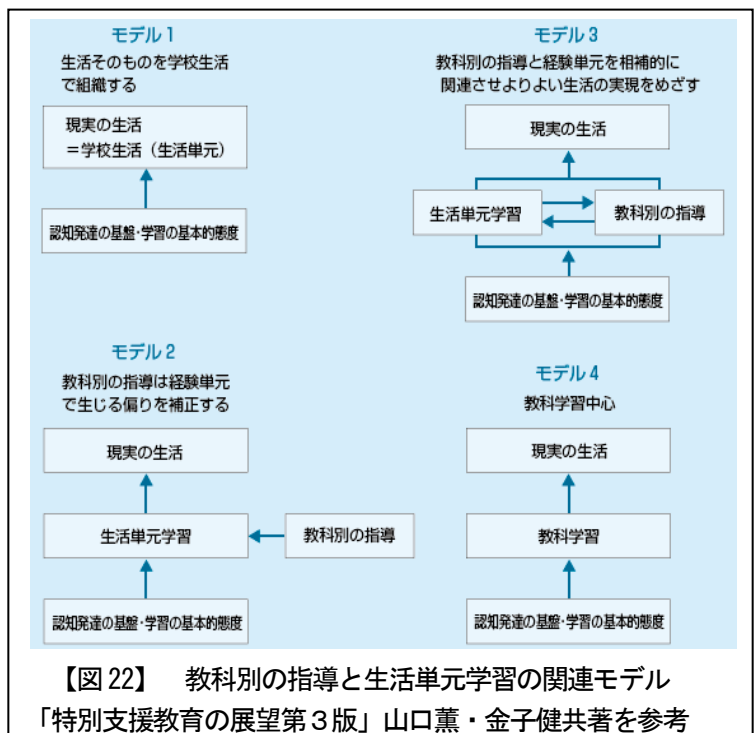 モデル1
生活そのものを学校生活
で組織する
現実の生活
＝学校生活（生活単元）
認知発達の基盤･学習の基本的態度
モデル2
教科別の指導は経験単元
で生じる偏りを補正する
現実の生活
生活単元学習
教科別の指導
認知発達の基盤･学習の基本的態度
モデル3
教科別の指導と経験単元を相補的に
関連させよりよい生活の実現をめざす
現実の生活
生活単元学習
教科別の指導
認知発達の基盤･学習の基本的態度
モデル4
教科学習中心
現実の生活
教科学習
認知発達の基盤･学習の基本的態度
【図22】　教科別の指導と生活単元学習の関連モデル
「特別支援教育の展望第３版」山口薫・金子健共著を参考